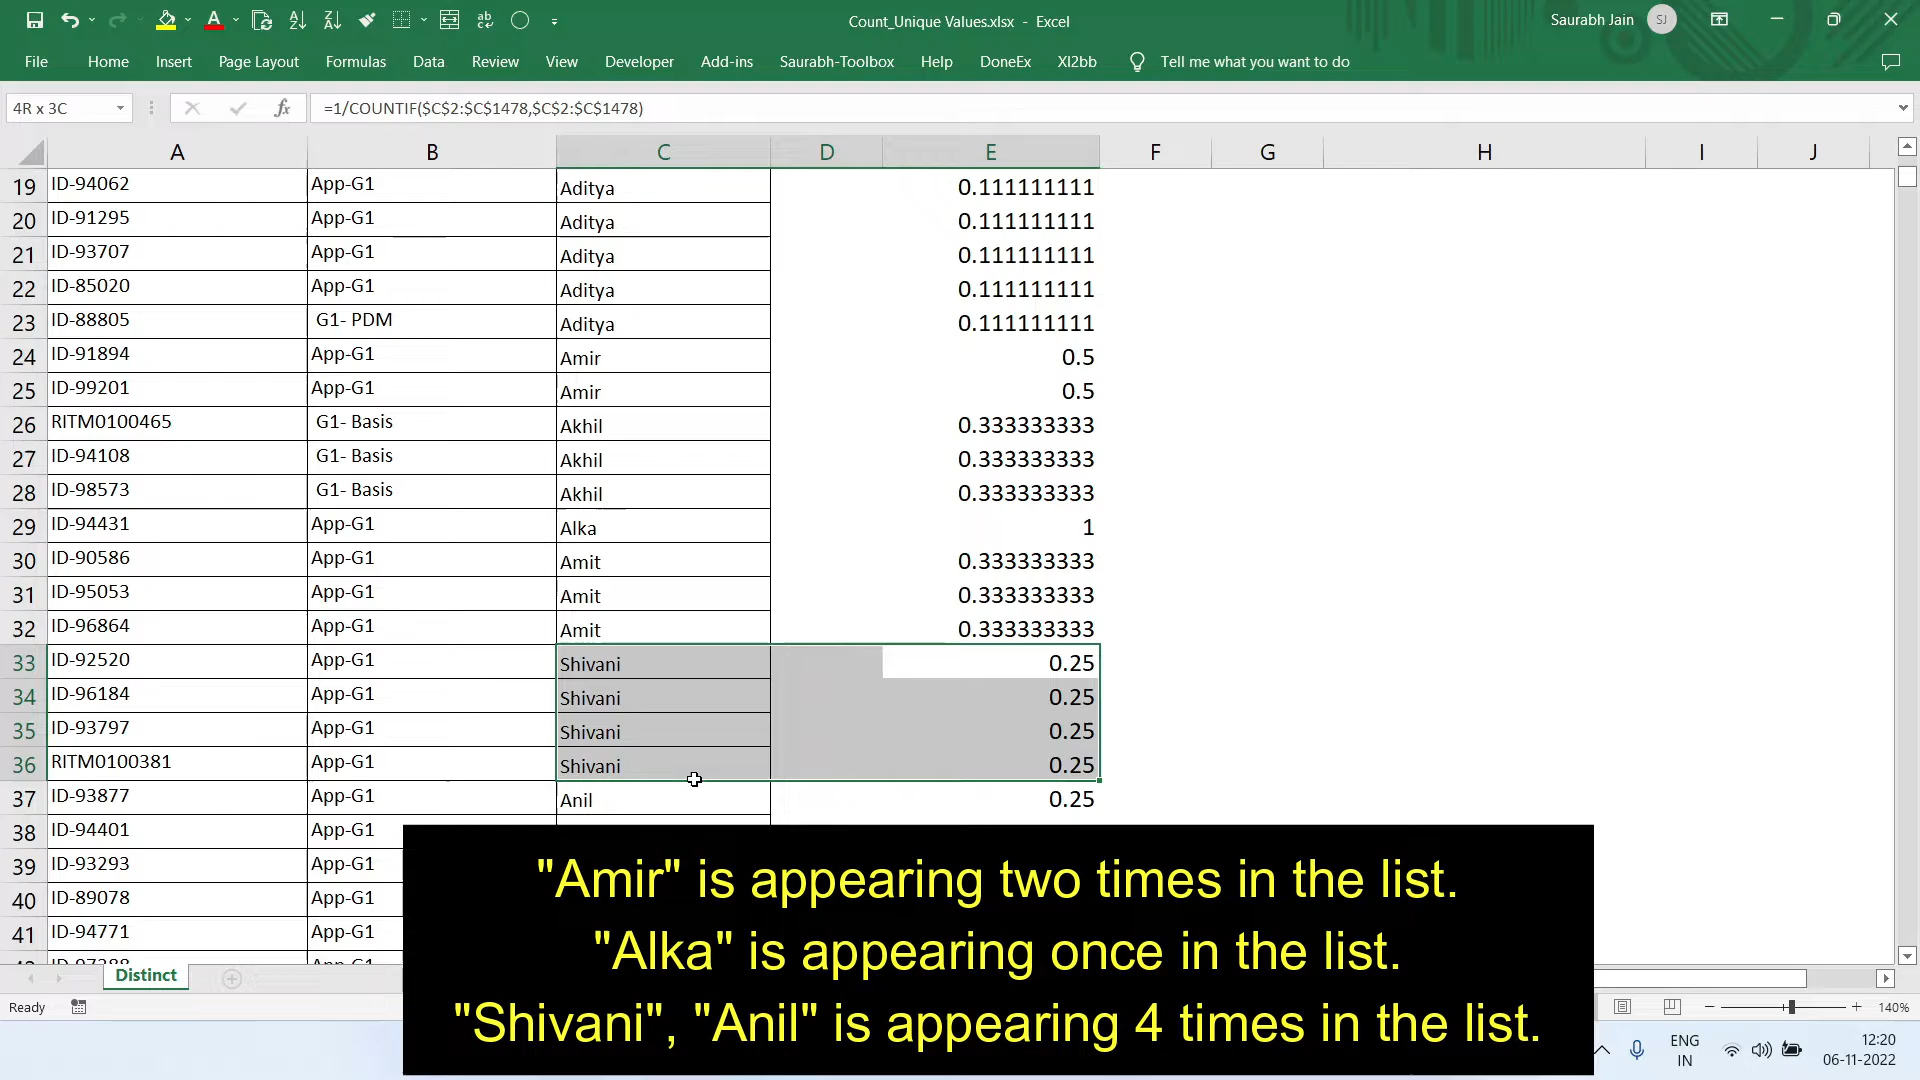 Count_Unique Values.xlsx - Excel
Saurabh Jain
SJ
File Home Insert Page Layout Formulas Data Review View Developer Add-ins Saurabh-Toolbox Help DoneEx Xl2bb Tell me what you want to do
4R x 3C fx =1/COUNTIF($C$2:$C$1478,$C$2:$C$1478)
A B C D E F G H I J
19 ID-94062 App-G1 Aditya 0.111111111
20 ID-91295 App-G1 Aditya 0.111111111
21 ID-93707 App-G1 Aditya 0.111111111
22 ID-85020 App-G1 Aditya 0.111111111
23 ID-88805 G1- PDM Aditya 0.111111111
24 ID-91894 App-G1 Amir 0.5
25 ID-99201 App-G1 Amir 0.5
26 RITM0100465 G1- Basis Akhil 0.333333333
27 ID-94108 G1- Basis Akhil 0.333333333
28 ID-98573 G1- Basis Akhil 0.333333333
29 ID-94431 App-G1 Alka 1
30 ID-90586 App-G1 Amit 0.333333333
31 ID-95053 App-G1 Amit 0.333333333
32 ID-96864 App-G1 Amit 0.333333333
33 ID-92520 App-G1 Shivani 0.25
34 ID-96184 App-G1 Shivani 0.25
35 ID-93797 App-G1 Shivani 0.25
36 RITM0100381 App-G1 Shivani 0.25
37 ID-93877 App-G1 Anil 0.25
38 ID-94401 App-G1
39 ID-93293 App-G1
40 ID-89078 App-G1
41 ID-94771 App-G1
"Amir" is appearing two times in the list.
"Alka" is appearing once in the list.
"Shivani", "Anil" is appearing 4 times in the list.
Distinct
Ready
140%
ENG
IN
12:20
06-11-2022